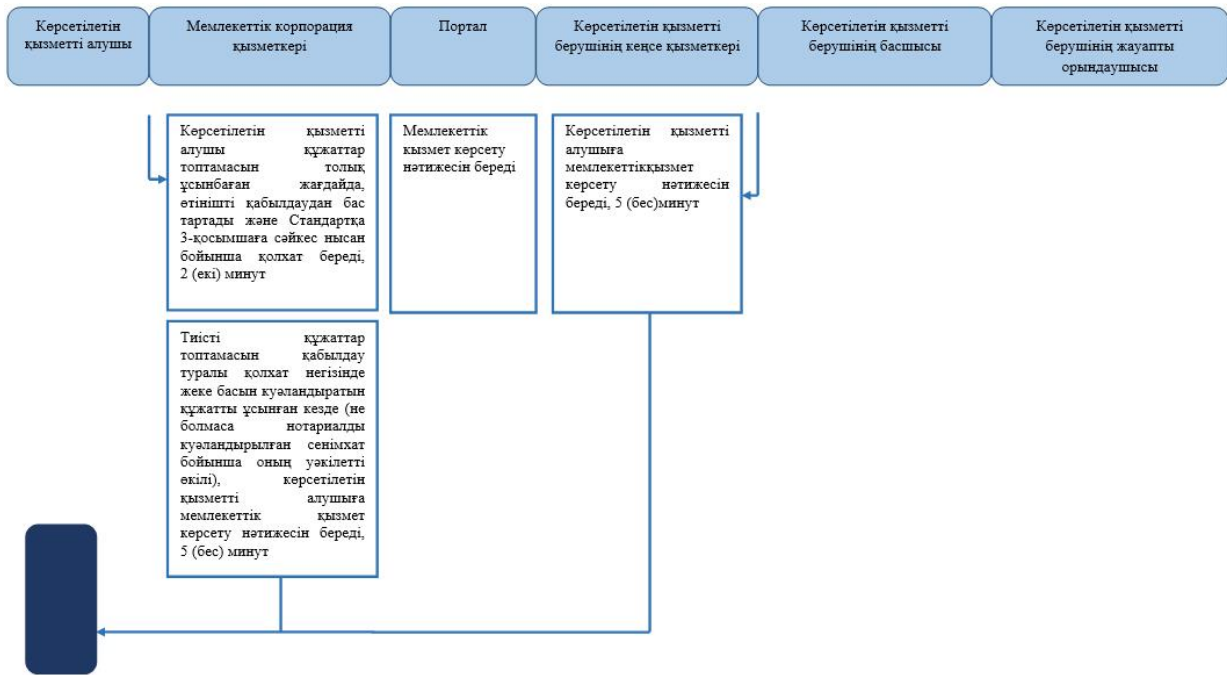 Көрсетілетін
қызметті алушы
Мемлекеттік корпорация
қызметкері
Портал
Көрсетілетін қызметті
берушінің кеңсе қызметкері
Көрсетілетін қызметті
берушінің басшысы
Көрсетілетін қызметті
берушінің жауапты
орындаушысы
Көрсетілетін қызметті
алушы құжаттар
топтамасын толық
ұсынбаған жағдайда,
өтінішті қабылдаудан бас
тартады және Стандартқа
3-қосымшаға сәйкес нысан
бойынша қолхат береді,
2 (екі) минут
Мемлекеттік
кызмет көрсету
нәтижесін береді
Көрсетілетін қызметті
алушыға
мемлекеттікқызмет
көрсету нәтижесін
береді, 5 (бес)минут
Тиісті құжаттар
топтамасын қабылдау
туралы қолхат негізінде
жеке басын куәландыратын
құжатты ұсынған кезде (не
болмаса нотариалды
куәландырылған сенімхат
бойынша оның уәкілетті
өкілі), көрсетілетін
қызметті алушыға
мемлекеттік қызмет
көрсету нәтижесін береді,
5 (бес) минут